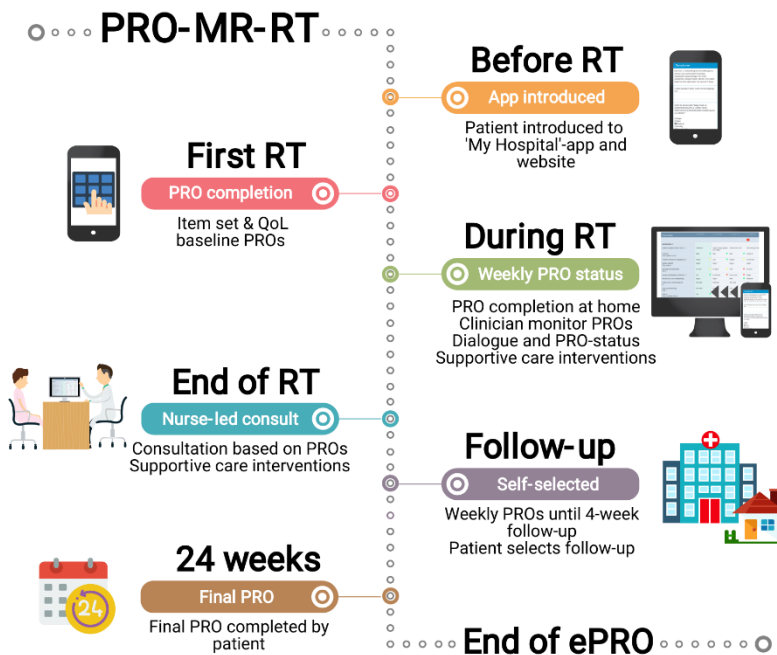 PRO-MR-RT
Before RT
App introduced
Patient introduced to
'My Hospital'-app and
website
First RT
PRO completion
Item set & QoL
baseline PROs
During RT
Weekly PRO status
PRO completion at home
Clinician monitor PROs
Dialogue and PRO-status
Supportive care interventions
End of RT
Nurse-led consult
Consultation based on PROs
Supportive care interventions
Follow-up
Self-selected
Weekly PROs until 4-week
follow-up
Patient selects follow-up
24 weeks
Final PRO
24
Final PRO completed by
patient
End of ePRO